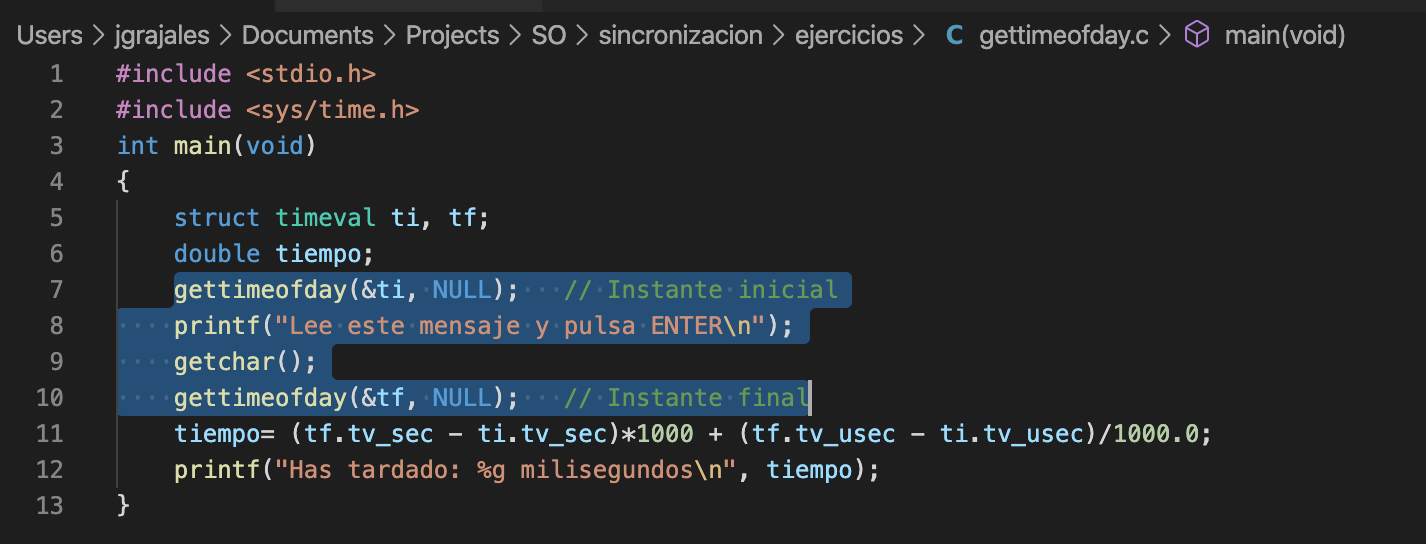 Users > jgrajales > Documents > Projects > SO > sincronizacion > ejercicios > C gettimeofday.c > main(void)
1 #include <stdio.h>
2 #include <sys/time.h>
3 int main(void)
4 {
5 struct timeval ti, tf;
6 double tiempo;
7 gettimeofday(&ti, NULL); // Instante inicial
8 printf("Lee este mensaje y pulsa ENTER\n");
9 getchar();
10 gettimeofday(&tf, NULL); // Instante final
11 tiempo= (tf.tv_sec - ti.tv_sec)*1000 + (tf.tv_usec - ti.tv_usec)/1000.0;
12 printf("Has tardado: %g milisegundos\n", tiempo);
13 }